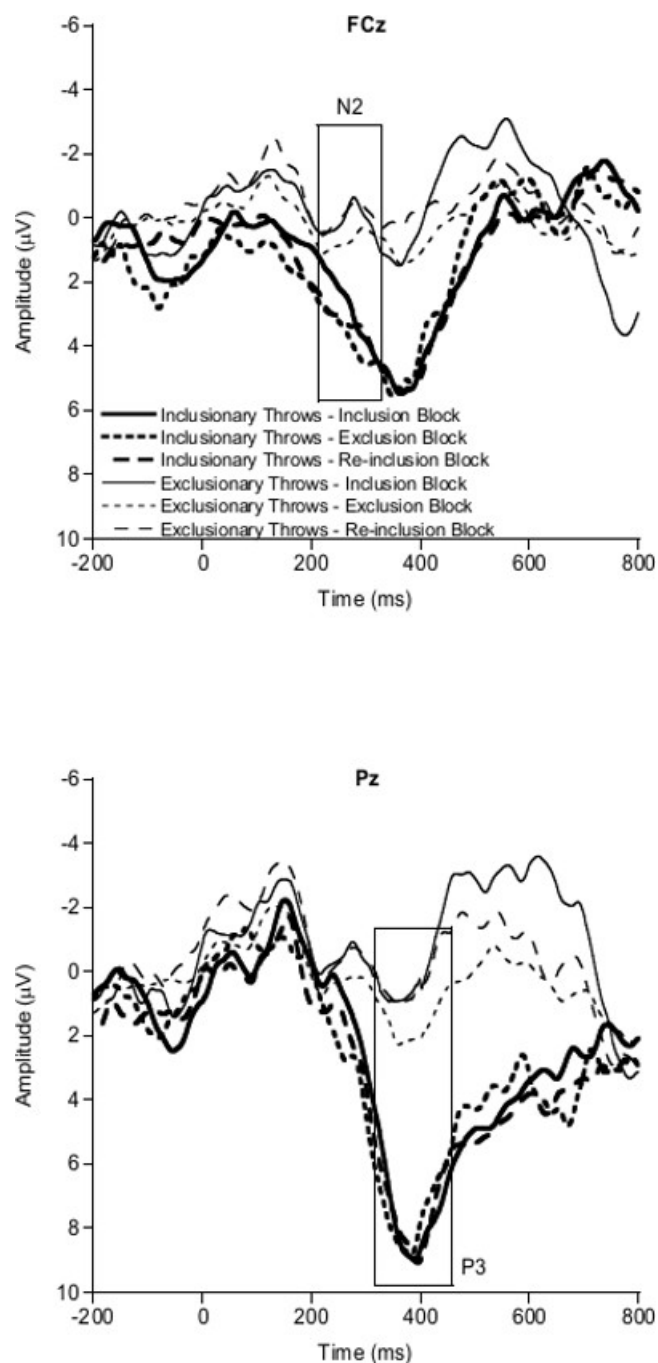 FCz
-6
-4
-2
0
2
4
6
8
10
Amplitude (µV)
N2
Inclusionary Throws - Inclusion Block
Inclusionary Throws - Exclusion Block
Inclusionary Throws - Re-inclusion Block
Exclusionary Throws - Inclusion Block
Exclusionary Throws - Exclusion Block
Exclusionary Throws - Re-inclusion Block
-200 0 200 400 600 800
Time (ms)
Pz
-6
-4
-2
0
2
4
6
8
10
Amplitude (µV)
P3
-200 0 200 400 600 800
Time (ms)